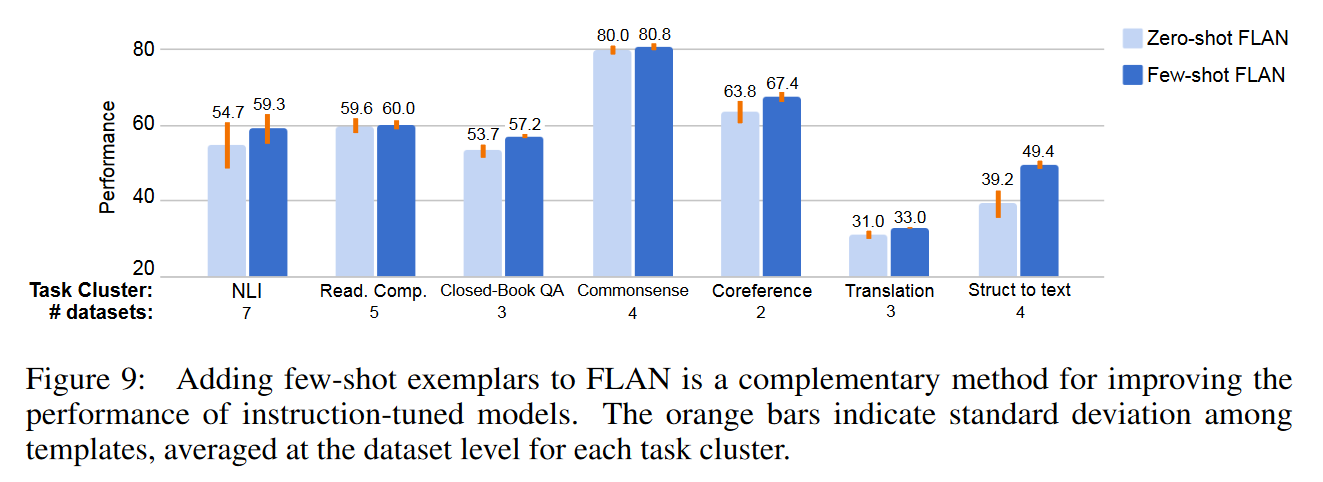 Zero-shot FLAN
Few-shot FLAN
Performance
80
60
40
20
54.7 59.3
59.6 60.0
53.7 57.2
80.0 80.8
63.8 67.4
31.0 33.0
39.2 49.4
Task Cluster: NLI Read. Comp. Closed-Book QA Commonsense Coreference Translation Struct to text
# datasets: 7 5 3 4 2 3 4
Figure 9: Adding few-shot exemplars to FLAN is a complementary method for improving the
performance of instruction-tuned models. The orange bars indicate standard deviation among
templates, averaged at the dataset level for each task cluster.